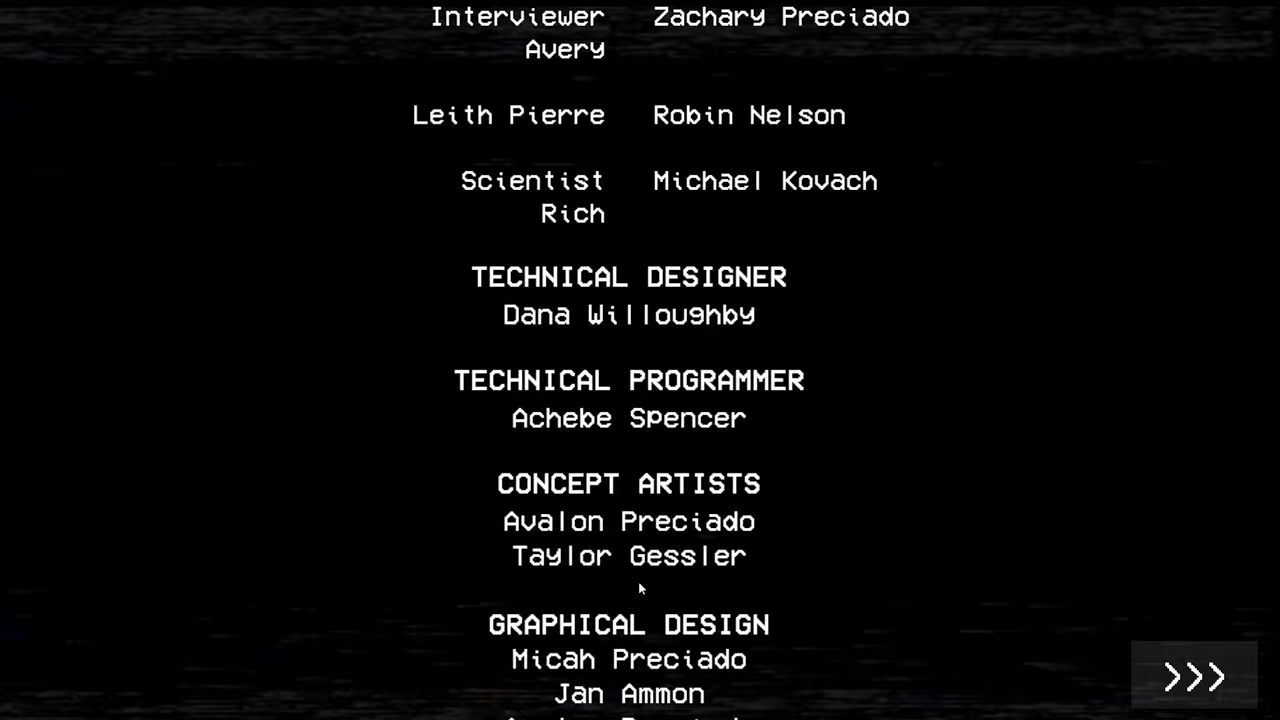 Interviewer Zachary Preciado
Avery
Leith Pierre Robin Nelson
Scientist Michael Kovach
Rich
TECHNICAL DESIGNER
Dana Willoughby
TECHNICAL PROGRAMMER
Achebe Spencer
CONCEPT ARTISTS
Avalon Preciado
Taylor Gessler
GRAPHICAL DESIGN
Micah Preciado
Jan Ammon
>>>